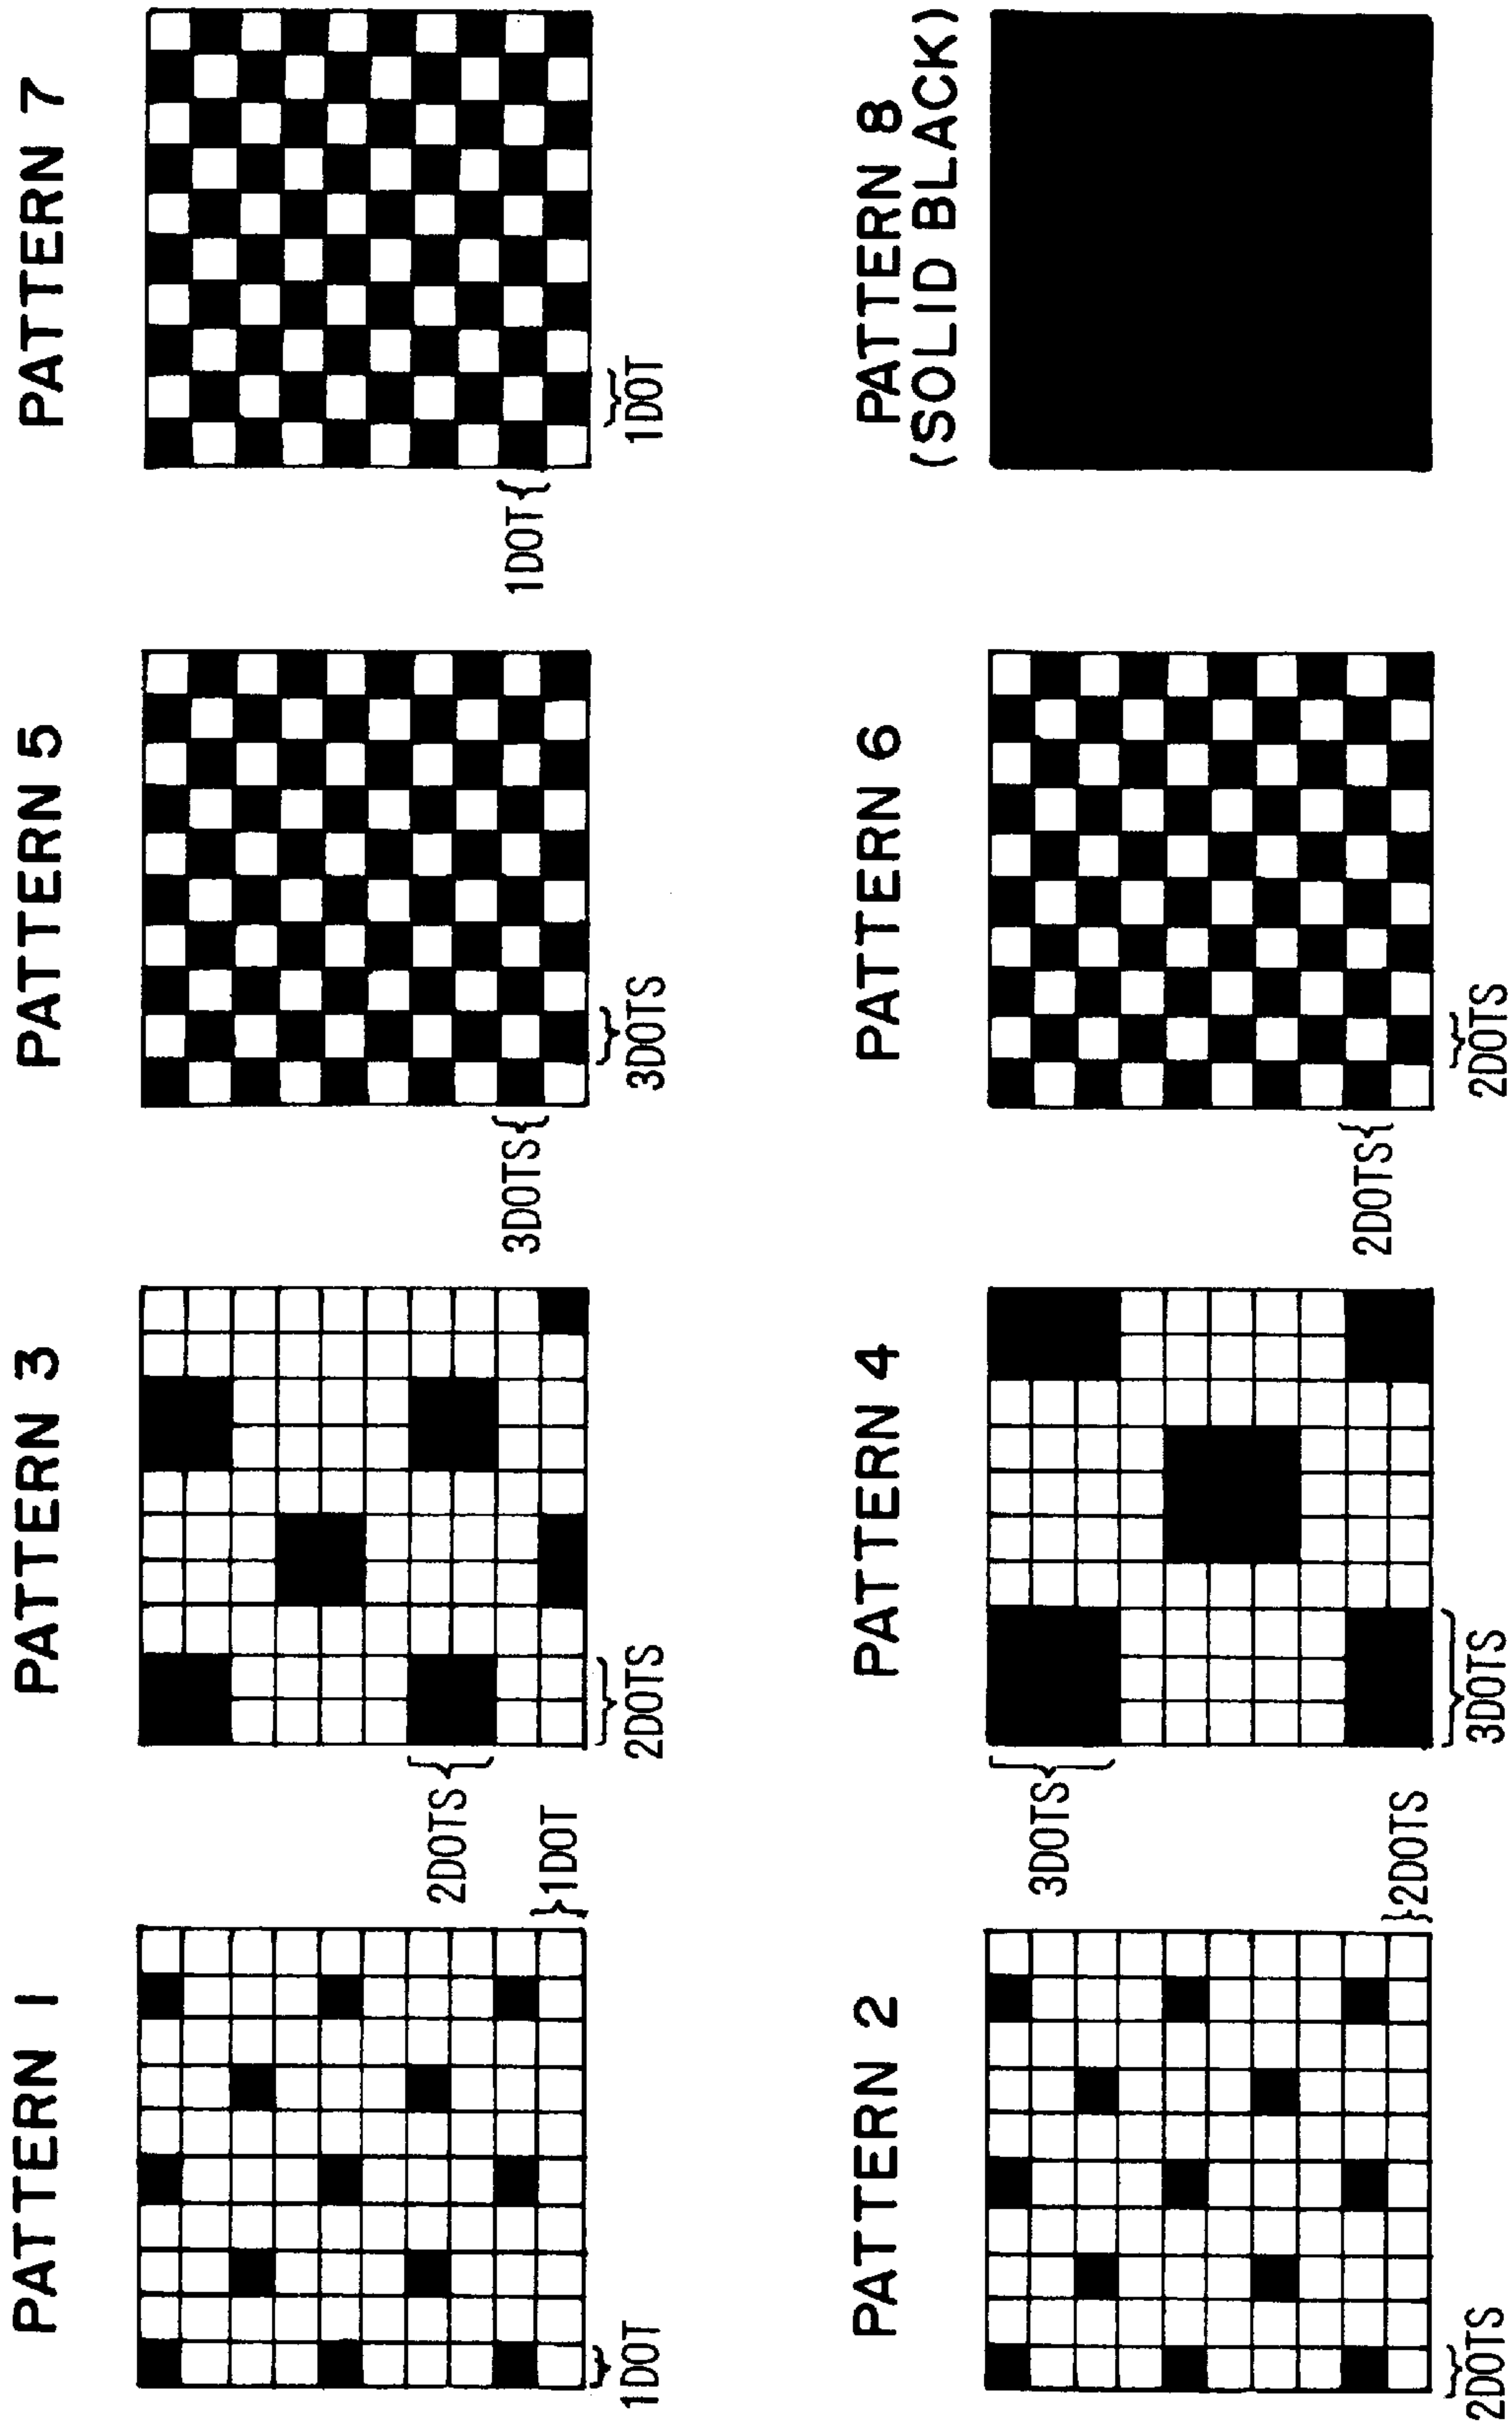 PATTERN 1
1DOT
1DOT
PATTERN 3
2DOTS
2DOTS
PATTERN 5
3DOTS
3DOTS
PATTERN 7
1DOT
1DOT
PATTERN 2
2DOTS
2DOTS
PATTERN 4
3DOTS
3DOTS
PATTERN 6
2DOTS
2DOTS
PATTERN 8
(SOLID BLACK)